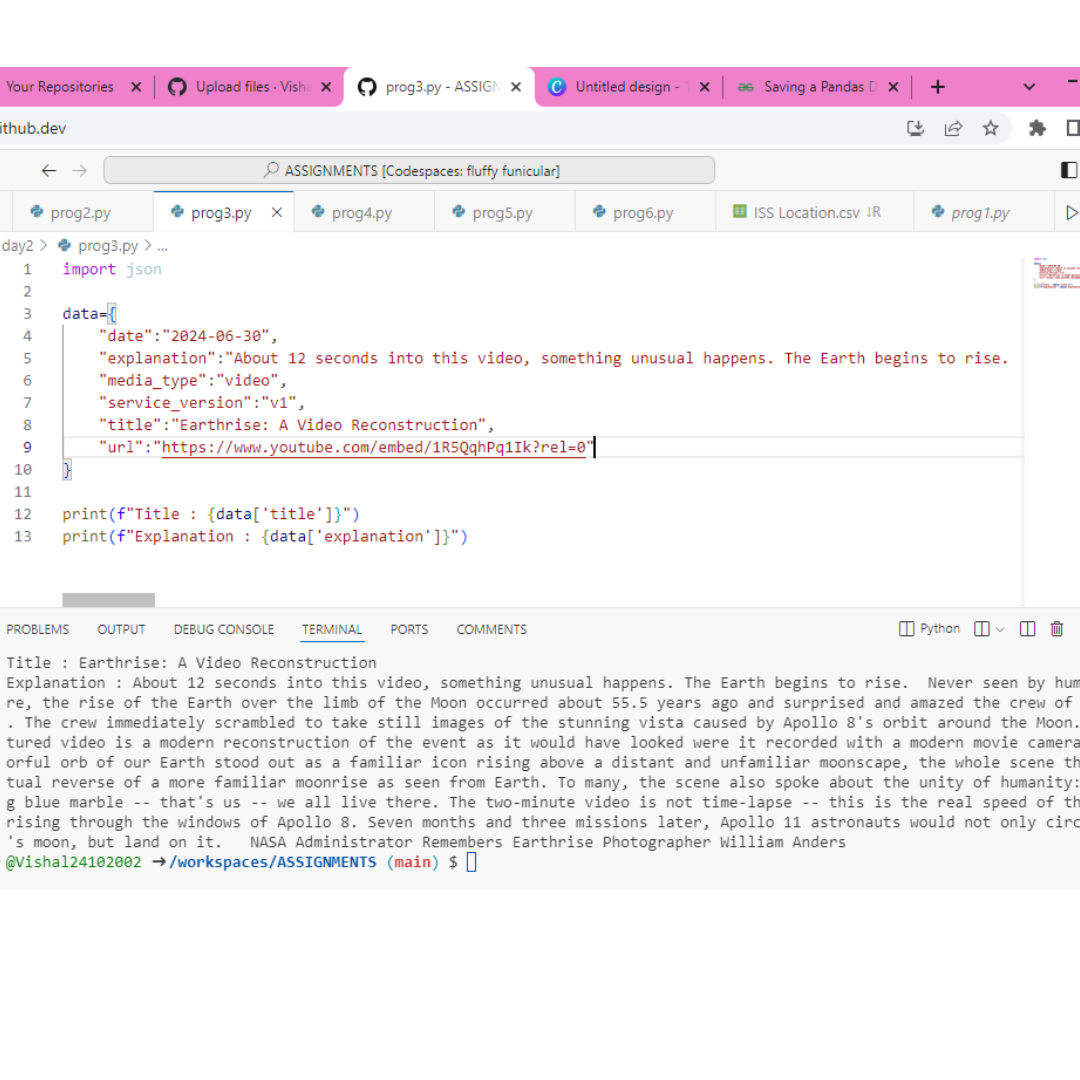 Your Repositories
Upload files · Visha
prog3.py - ASSIGN
Untitled design - 1
Saving a Pandas D
ithub.dev
ASSIGNMENTS [Codespaces: fluffy funicular]
prog2.py
prog3.py
prog4.py
prog5.py
prog6.py
ISS Location.csv ↓R
prog1.py
day2 > prog3.py > ...
1 import json
2
3 data={
4 "date":"2024-06-30",
5 "explanation":"About 12 seconds into this video, something unusual happens. The Earth begins to rise.
6 "media_type":"video",
7 "service_version":"v1",
8 "title":"Earthrise: A Video Reconstruction",
9 "url":"https://www.youtube.com/embed/1R5QqhPq1Ik?rel=0"
10 }
11
12 print(f"Title : {data['title']}")
13 print(f"Explanation : {data['explanation']}")
PROBLEMS OUTPUT DEBUG CONSOLE TERMINAL PORTS COMMENTS
Python
Title : Earthrise: A Video Reconstruction
Explanation : About 12 seconds into this video, something unusual happens. The Earth begins to rise.  Never seen by hum
re, the rise of the Earth over the limb of the Moon occurred about 55.5 years ago and surprised and amazed the crew of
. The crew immediately scrambled to take still images of the stunning vista caused by Apollo 8's orbit around the Moon.
tured video is a modern reconstruction of the event as it would have looked were it recorded with a modern movie camera
orful orb of our Earth stood out as a familiar icon rising above a distant and unfamiliar moonscape, the whole scene th
tual reverse of a more familiar moonrise as seen from Earth. To many, the scene also spoke about the unity of humanity:
g blue marble -- that's us -- we all live there. The two-minute video is not time-lapse -- this is the real speed of th
rising through the windows of Apollo 8. Seven months and three missions later, Apollo 11 astronauts would not only circ
's moon, but land on it.   NASA Administrator Remembers Earthrise Photographer William Anders
@Vishal24102002 ➜/workspaces/ASSIGNMENTS (main) $